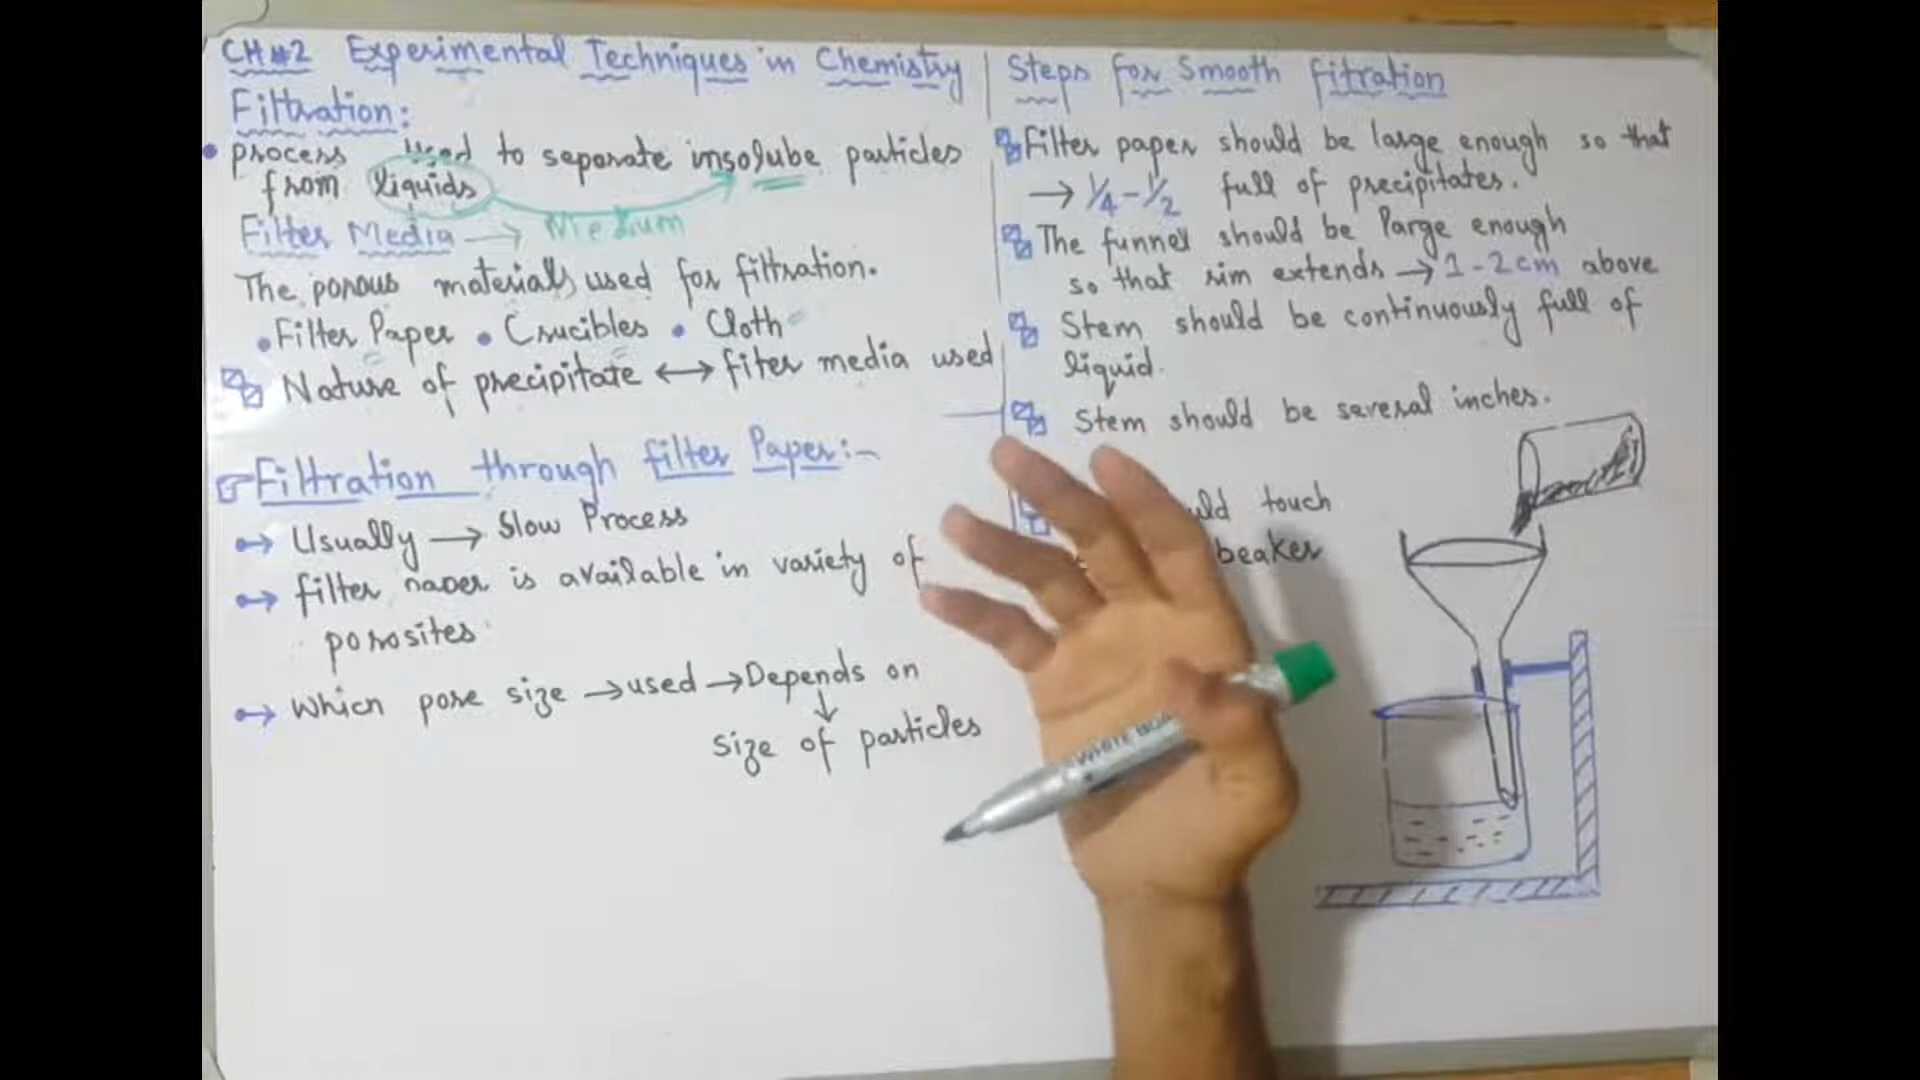 CH#2 Experimental Techniques in Chemistry
Filtration:
• process used to separate insolube particles
from liquids
Filter Media → Medium
The porous materials used for filtration.
• Filter Paper • Crucibles • Cloth
Nature of precipitate ↔ fiter media used
Filtration through filter Paper:-
Usually → Slow Process
filter paper is available in variety of
porosites
Which pore size → used → Depends on
↓
size of particles
Steps for Smooth fitration
Filter paper should be large enough so that
→ 1/4 - 1/2 full of precipitates.
The funnel should be large enough
so that rim extends → 1-2cm above
Stem should be continuously full of
liquid.
Stem should be several inches.
touch
beaker
WHITE